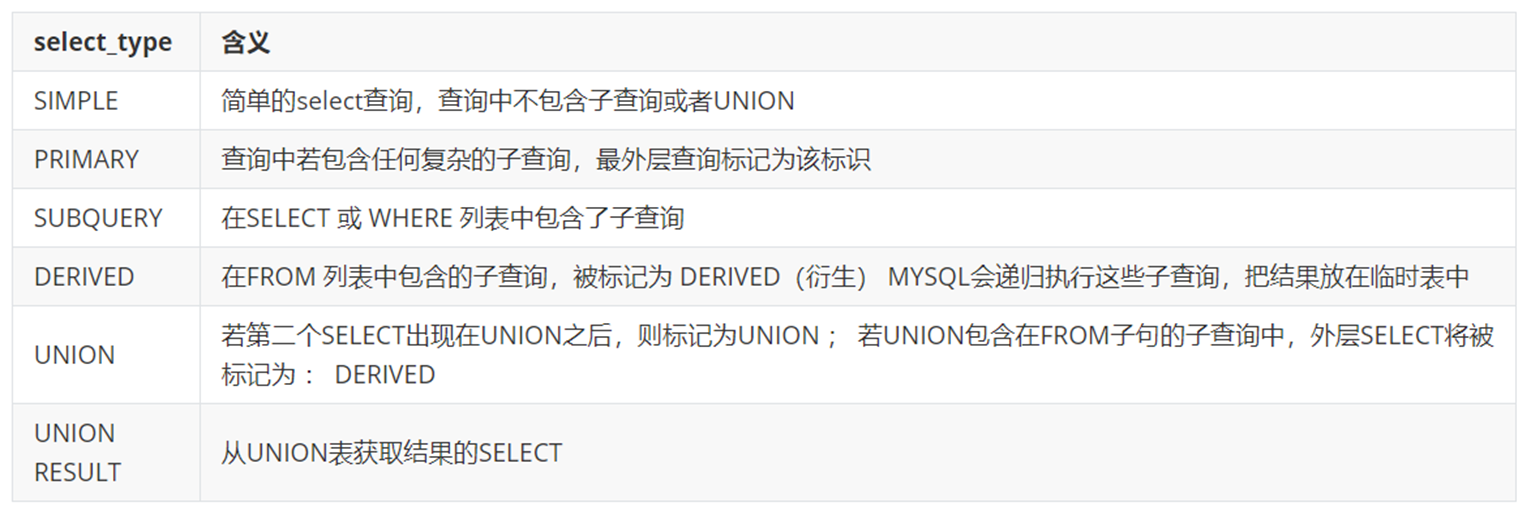 select_type 含义
SIMPLE 简单的select查询，查询中不包含子查询或者UNION
PRIMARY 查询中若包含任何复杂的子查询，最外层查询标记为该标识
SUBQUERY 在SELECT 或 WHERE 列表中包含了子查询
DERIVED 在FROM 列表中包含的子查询，被标记为 DERIVED（衍生） MYSQL会递归执行这些子查询，把结果放在临时表中
UNION 若第二个SELECT出现在UNION之后，则标记为UNION ； 若UNION包含在FROM子句的子查询中，外层SELECT将被
标记为 ： DERIVED
UNION
RESULT 从UNION表获取结果的SELECT